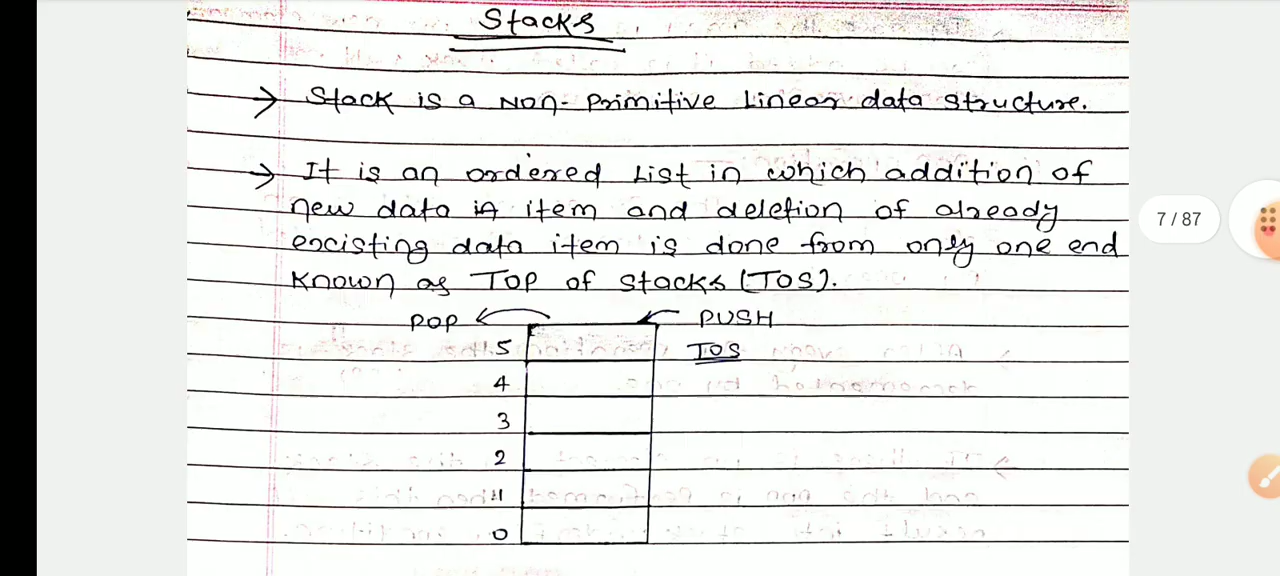 Stacks
→ Stack is a Non-Primitive Linear data structure.
→ It is an ordered List in which addition of
new data item and deletion of already
excisting data item is done from only one end
Known as TOP of stacks (TOS).
POP PUSH
5 TOS
4
3
2
1
0
7 / 87